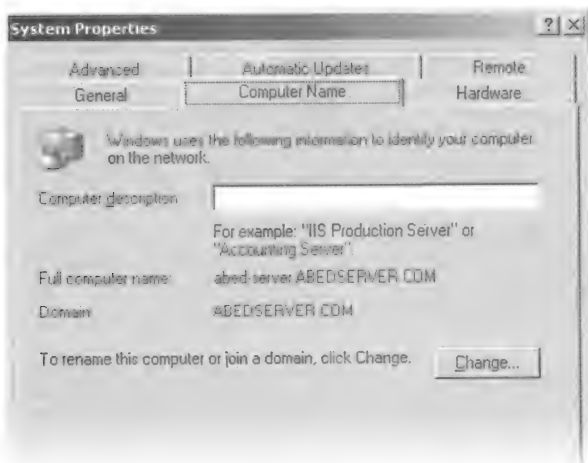 System Properties
Advanced
Automatic Updates
Remote
General
Computer Name
Hardware
Windows uses the following information to identify your computer
on the network.
Computer description
For example: "IIS Production Server" or
"Accounting Server".
Full computer name:
abed-server.ABEDSERVER.COM
Domain
ABEDSERVER.COM
To rename this computer or join a domain, click Change.
Change...